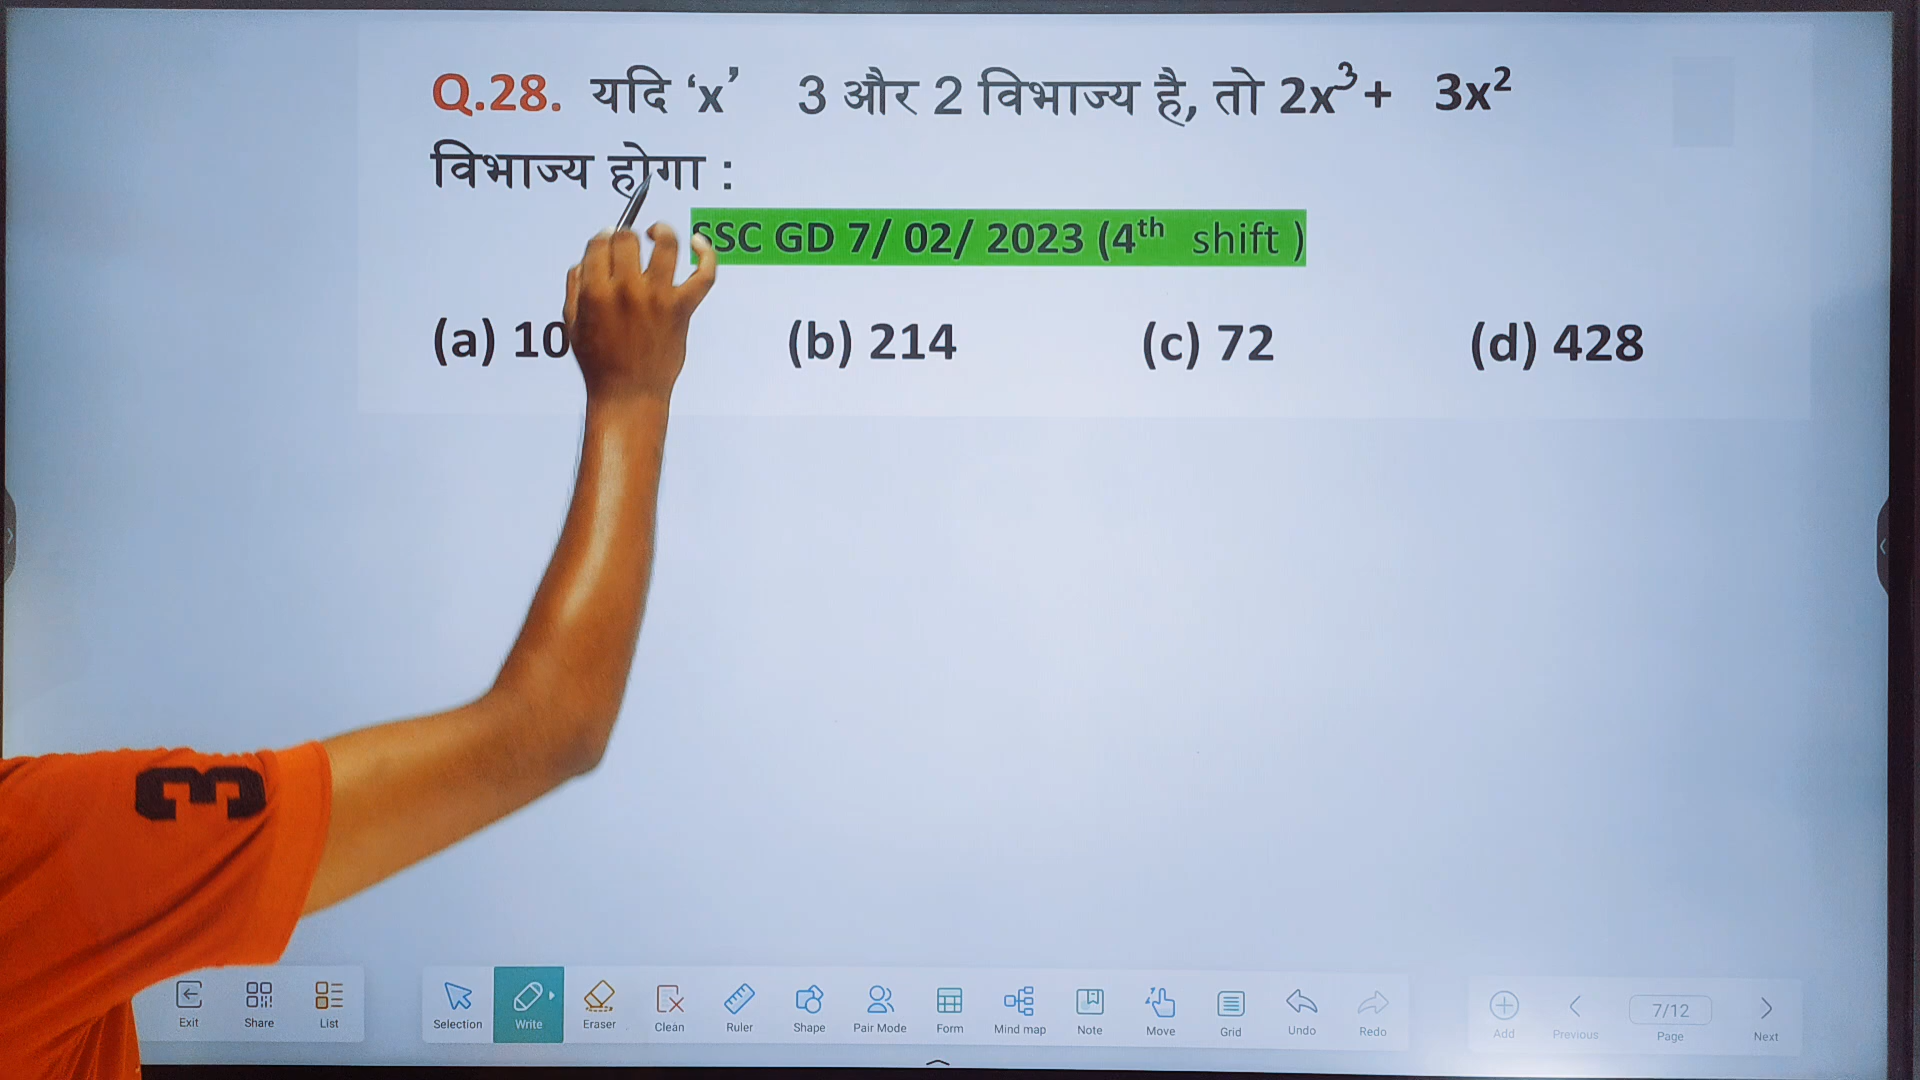 Q.28. यदि ‘x’ 3 और 2 विभाज्य है, तो 2x³+ 3x²
विभाज्य होगा :
SSC GD 7/ 02/ 2023 (4th shift )
(a) (b) 214 (c) 72 (d) 428
3
Exit Share List Selection Write Eraser Clean Ruler Shape Pair Mode Form Mind map Note Move Grid Undo Redo Add Previous 7/12 Page Next